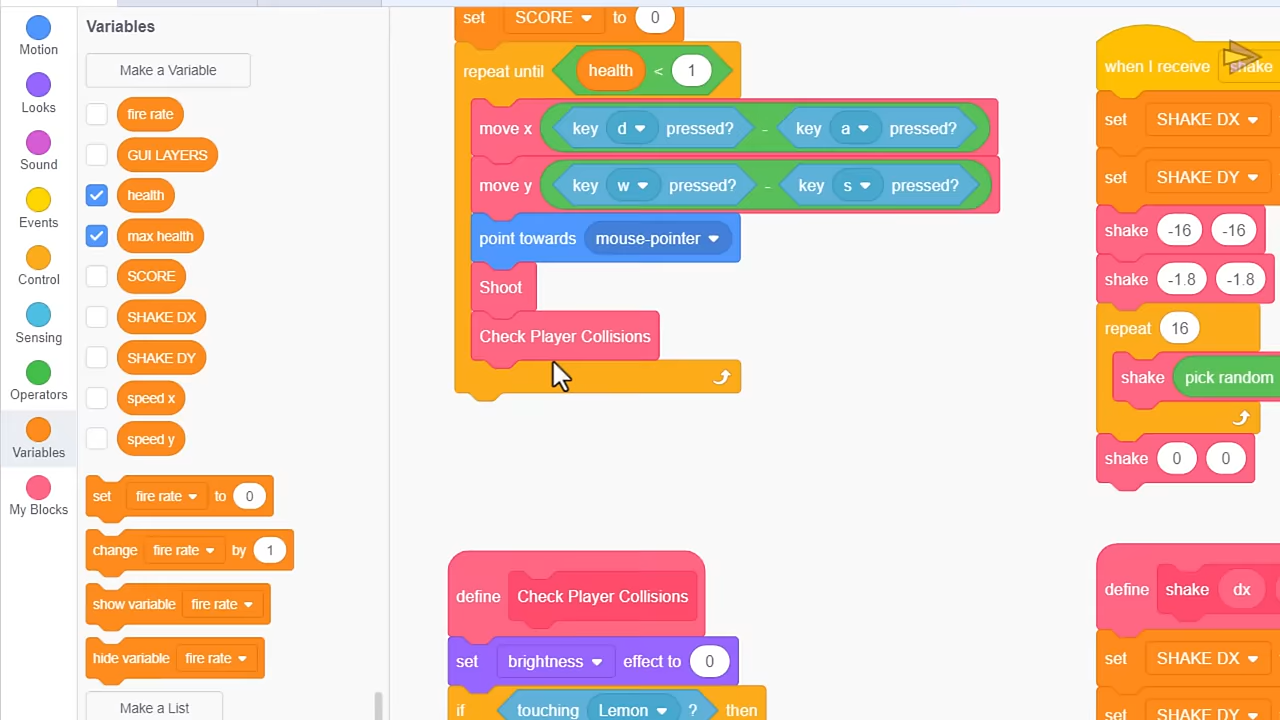 Motion
Looks
Sound
Events
Control
Sensing
Operators
Variables
My Blocks
Variables
Make a Variable
fire rate
GUI LAYERS
health
max health
SCORE
SHAKE DX
SHAKE DY
speed x
speed y
set fire rate to 0
change fire rate by 1
show variable fire rate
hide variable fire rate
Make a List
set SCORE to 0
repeat until health < 1
move x key d pressed? - key a pressed?
move y key w pressed? - key s pressed?
point towards mouse-pointer
Shoot
Check Player Collisions
define Check Player Collisions
set brightness effect to 0
if touching Lemon ? then
when I receive shake
set SHAKE DX
set SHAKE DY
shake -16 -16
shake -1.8 -1.8
repeat 16
shake pick random
shake 0 0
define shake dx
set SHAKE DX
set SHAKE DY